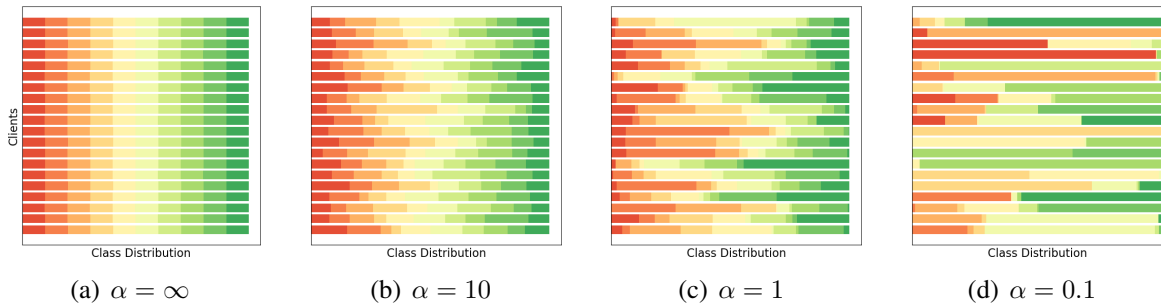 Clients
Class Distribution
Class Distribution
Class Distribution
Class Distribution
(a) α = ∞
(b) α = 10
(c) α = 1
(d) α = 0.1